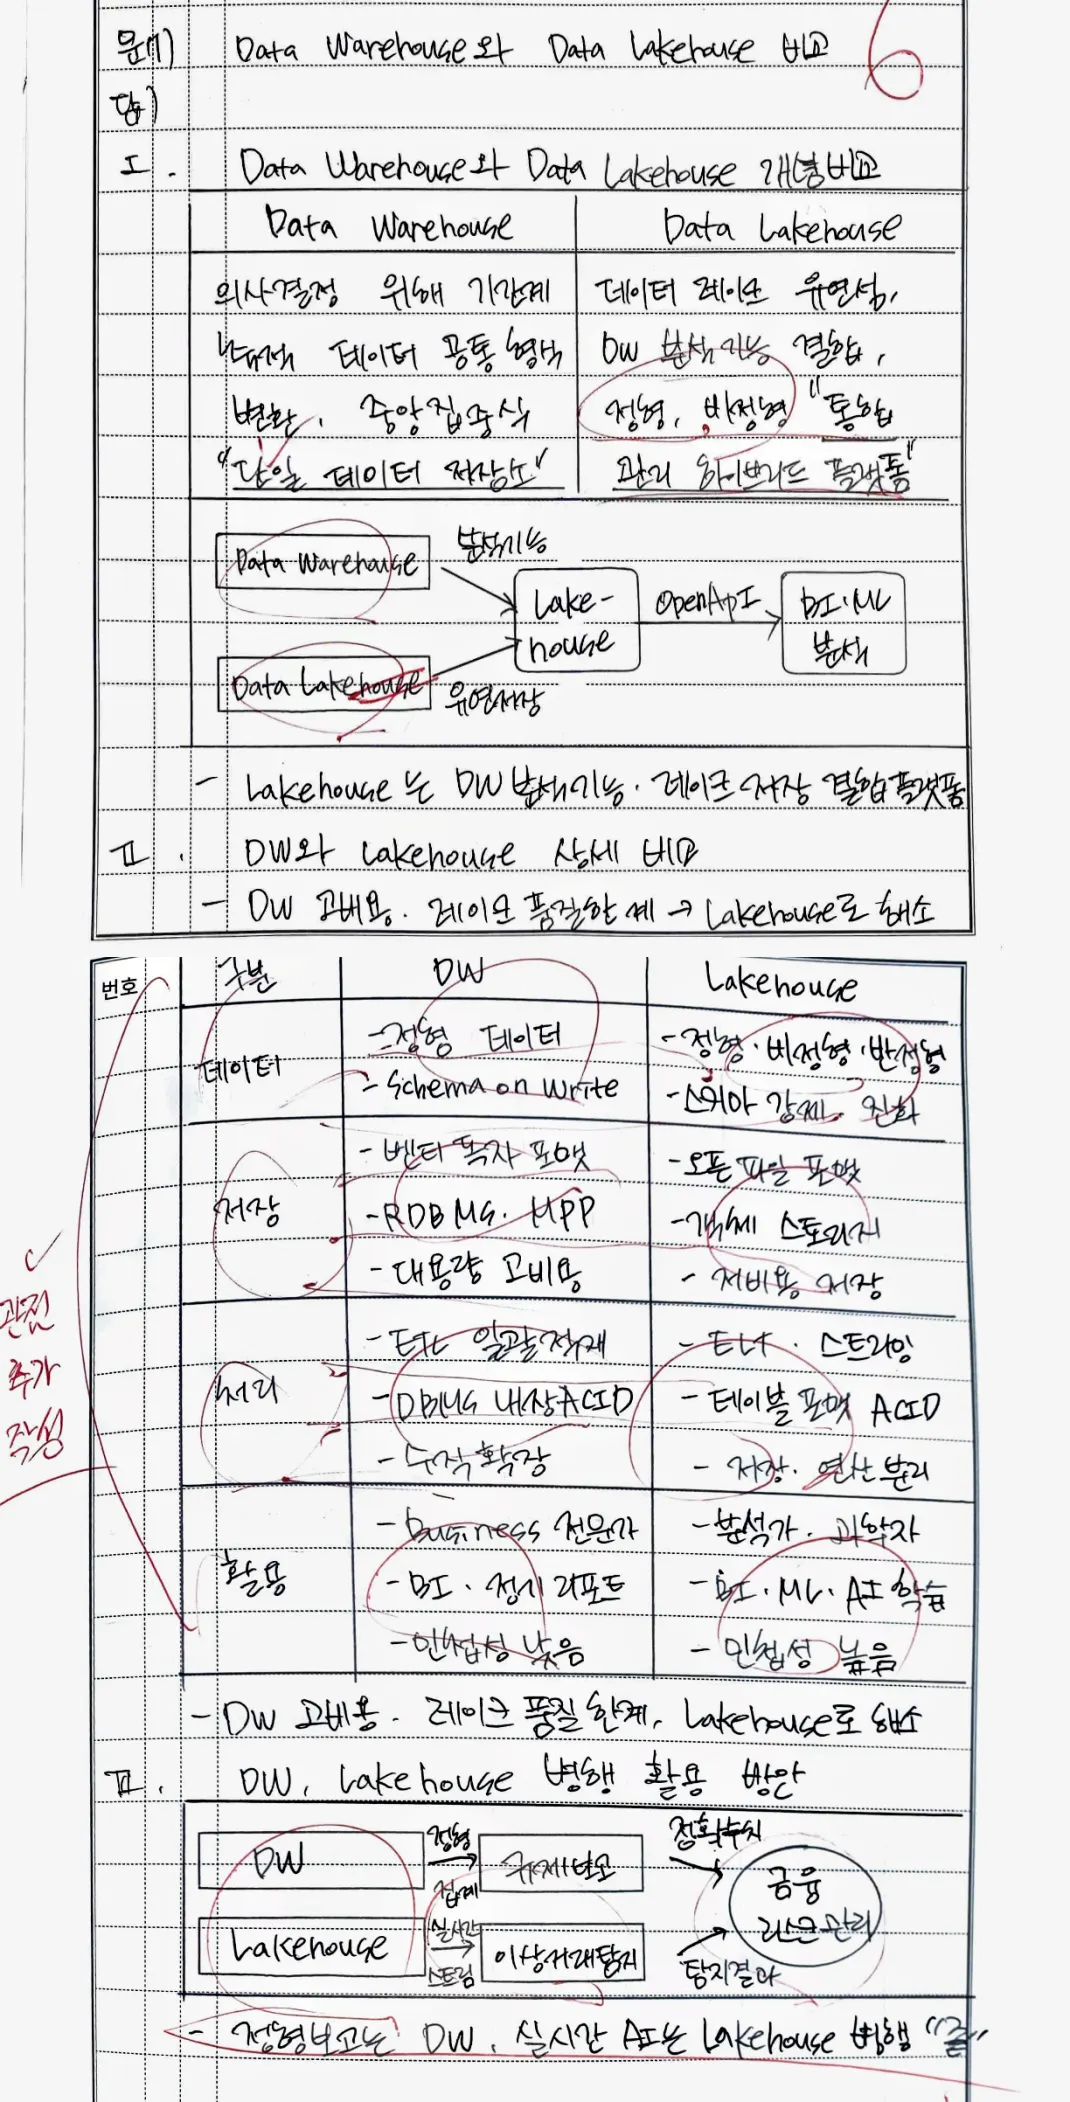 문1) Data Warehouse와 Data Lakehouse 비교
6
답)
I. Data Warehouse와 Data Lakehouse 개념비교
Data Warehouse Data Lakehouse
의사결정 위해 기간계 데이터 레이크 유연성,
누적 데이터 공통 형식 DW 분석기능 결합,
변환, 중앙집중식 정형, 비정형 "통합
"단일 데이터 저장소" 관리 하이브리드 플랫폼"
Data Warehouse 분석기능
Lake- OpenApI BI·ML
house 분석
Data Lakehouse 유연저장
- Lakehouse는 DW 분석기능·레이크 저장 결합플랫폼
II. DW와 Lakehouse 상세 비교
- DW 고비용·레이크 품질한계 → Lakehouse로 해소
번호 구분 DW Lakehouse
데이터 -정형 데이터 -정형·비정형·반정형
- Schema on Write -스키마 강제, 진화
저장 - 벤더 독자 포맷 -오픈 파일 포맷
-RDBMS·MPP -객체 스토리지
- 대용량 고비용 - 저비용 저장
처리 - ETL 일괄적재 - ELT·스트리밍
-DBMS 내장ACID - 테이블 포맷 ACID
- 수직확장 - 저장·연산분리
활용 - Business 전문가 -분석가·과학자
-BI·정기리포트 -BI·ML·AI학습
-민첩성 낮음 - 민첩성 높음
관점
추가
작성
- DW 고비용·레이크 품질 한계, Lakehouse로 해소
III. DW, Lakehouse 병행 활용 방안
DW 정형 집계 규제보고 정확수치
금융
리스크관리
Lakehouse 실시간 스트림 이상거래탐지 탐지결과
- 정형보고는 DW, 실시간 AI는 Lakehouse 병행 "끝"